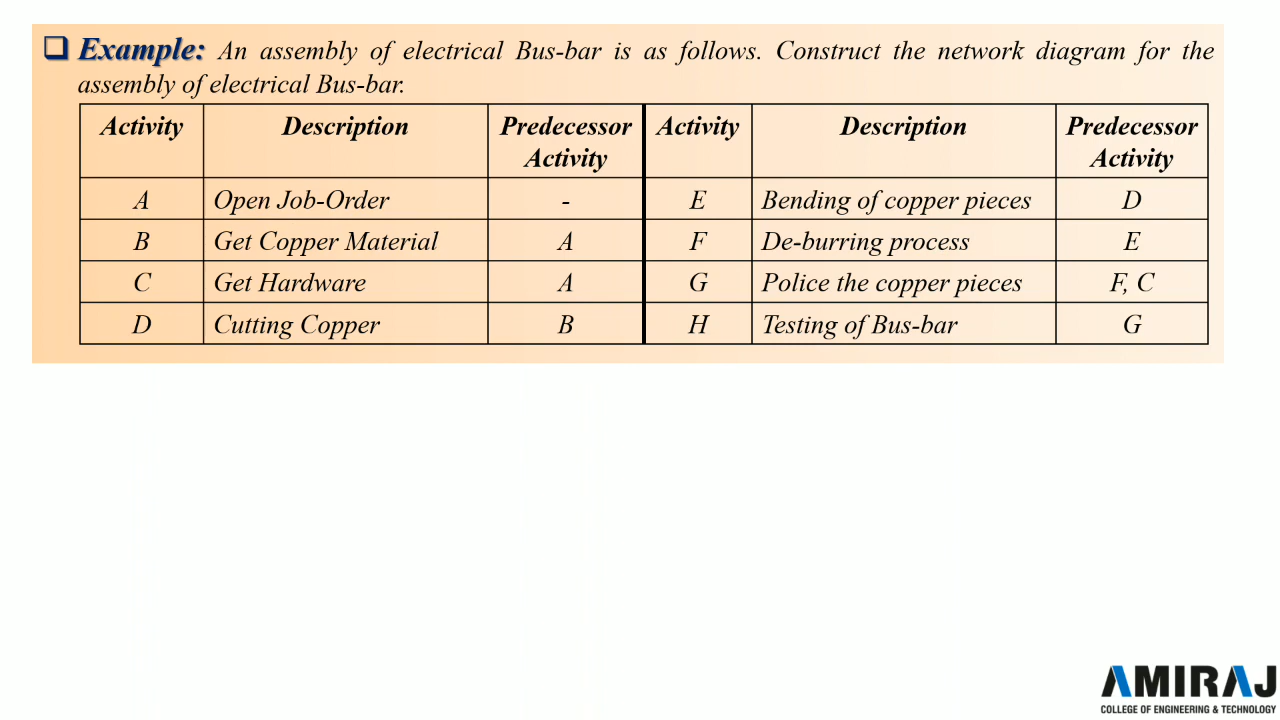 ❑ Example: An assembly of electrical Bus-bar is as follows. Construct the network diagram for the
assembly of electrical Bus-bar.
Activity Description Predecessor Activity Activity Description Predecessor Activity
A Open Job-Order - E Bending of copper pieces D
B Get Copper Material A F De-burring process E
C Get Hardware A G Police the copper pieces F, C
D Cutting Copper B H Testing of Bus-bar G
AMIRAJ
COLLEGE OF ENGINEERING & TECHNOLOGY